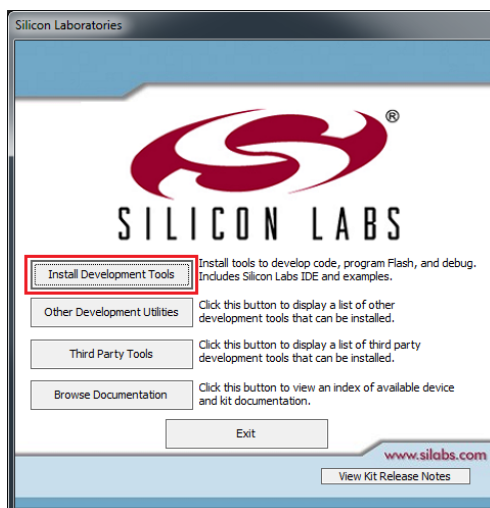 Silicon Laboratories
®
SILICON LABS
Install Development Tools
Install tools to develop code, program Flash, and debug.
Includes Silicon Labs IDE and examples.
Other Development Utilities
Click this button to display a list of other
development tools that can be installed.
Third Party Tools
Click this button to display a list of third party
development tools that can be installed.
Browse Documentation
Click this button to view an index of available device
and kit documentation.
Exit
www.silabs.com
View Kit Release Notes